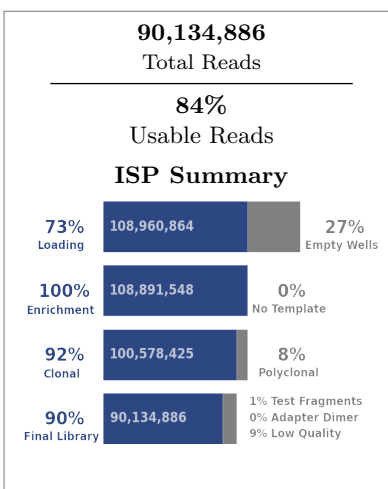 90,134,886
Total Reads
84%
Usable Reads
ISP Summary
73% 108,960,864 27%
Loading Empty Wells
100% 108,891,548 0%
Enrichment No Template
92% 100,578,425 8%
Clonal Polyclonal
90% 90,134,886 1% Test Fragments
0% Adapter Dimer
Final Library 9% Low Quality